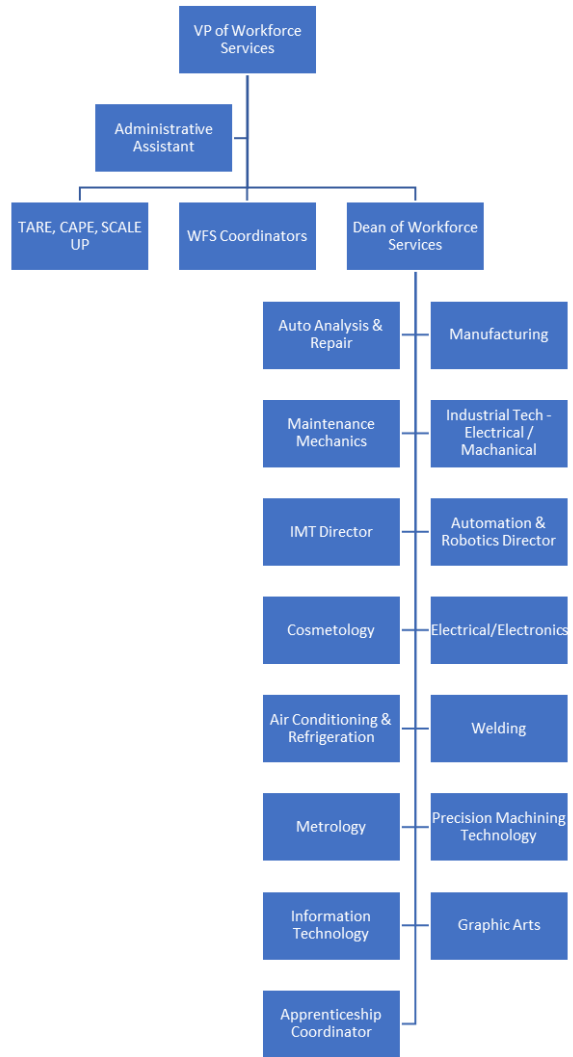 VP of Workforce
Services
Administrative
Assistant
TARE, CAPE, SCALE
UP
WFS Coordinators
Dean of Workforce
Services
Auto Analysis &
Repair
Manufacturing
Maintenance
Mechanics
Industrial Tech -
Electrical /
Machanical
IMT Director
Automation &
Robotics Director
Cosmetology
Electrical/Electronics
Air Conditioning &
Refrigeration
Welding
Metrology
Precision Machining
Technology
Information
Technology
Graphic Arts
Apprenticeship
Coordinator